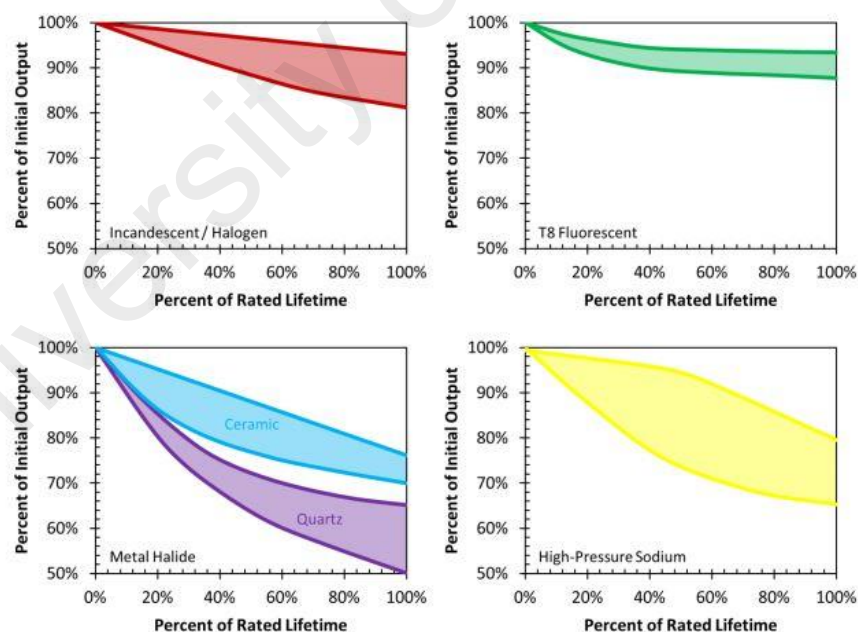 100%
90%
80%
70%
60%
50%
Percent of Initial Output
Incandescent / Halogen
0% 20% 40% 60% 80% 100%
Percent of Rated Lifetime
100%
90%
80%
70%
60%
50%
Percent of Initial Output
T8 Fluorescent
0% 20% 40% 60% 80% 100%
Percent of Rated Lifetime
100%
90%
80%
70%
60%
50%
Percent of Initial Output
Ceramic
Quartz
Metal Halide
0% 20% 40% 60% 80% 100%
Percent of Rated Lifetime
100%
90%
80%
70%
60%
50%
Percent of Initial Output
High-Pressure Sodium
0% 20% 40% 60% 80% 100%
Percent of Rated Lifetime